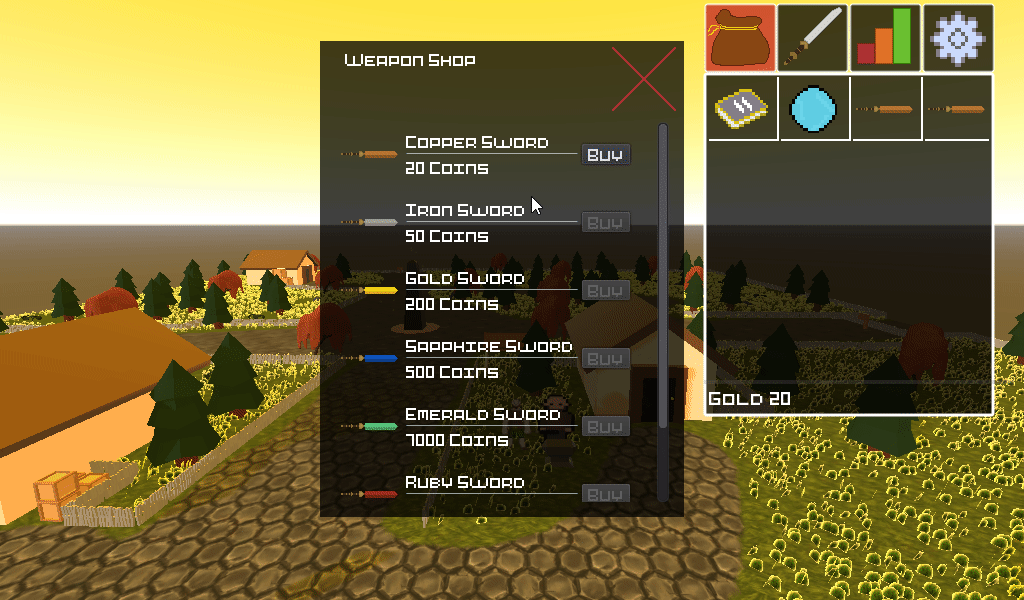 Weapon Shop
Copper Sword
20 Coins
Buy
Iron Sword
50 Coins
Buy
Gold Sword
200 Coins
Buy
Sapphire Sword
500 Coins
Buy
Emerald Sword
7000 Coins
Buy
Ruby Sword
Buy
Gold 20